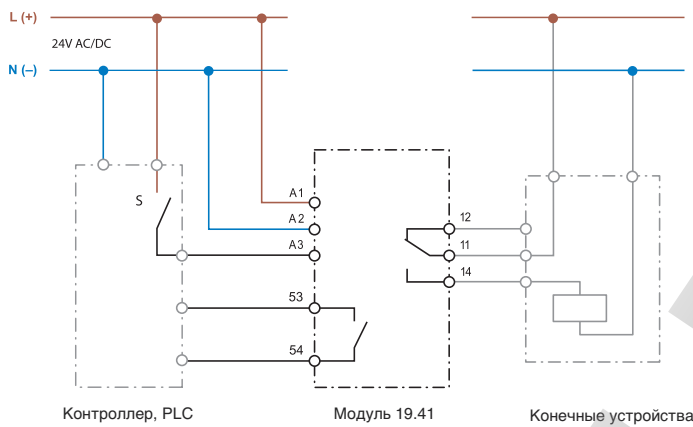 L (+)
24V AC/DC
N (–)
S
A1
A2
A3
53
54
12
11
14
Контроллер, PLC
Модуль 19.41
Конечные устройства